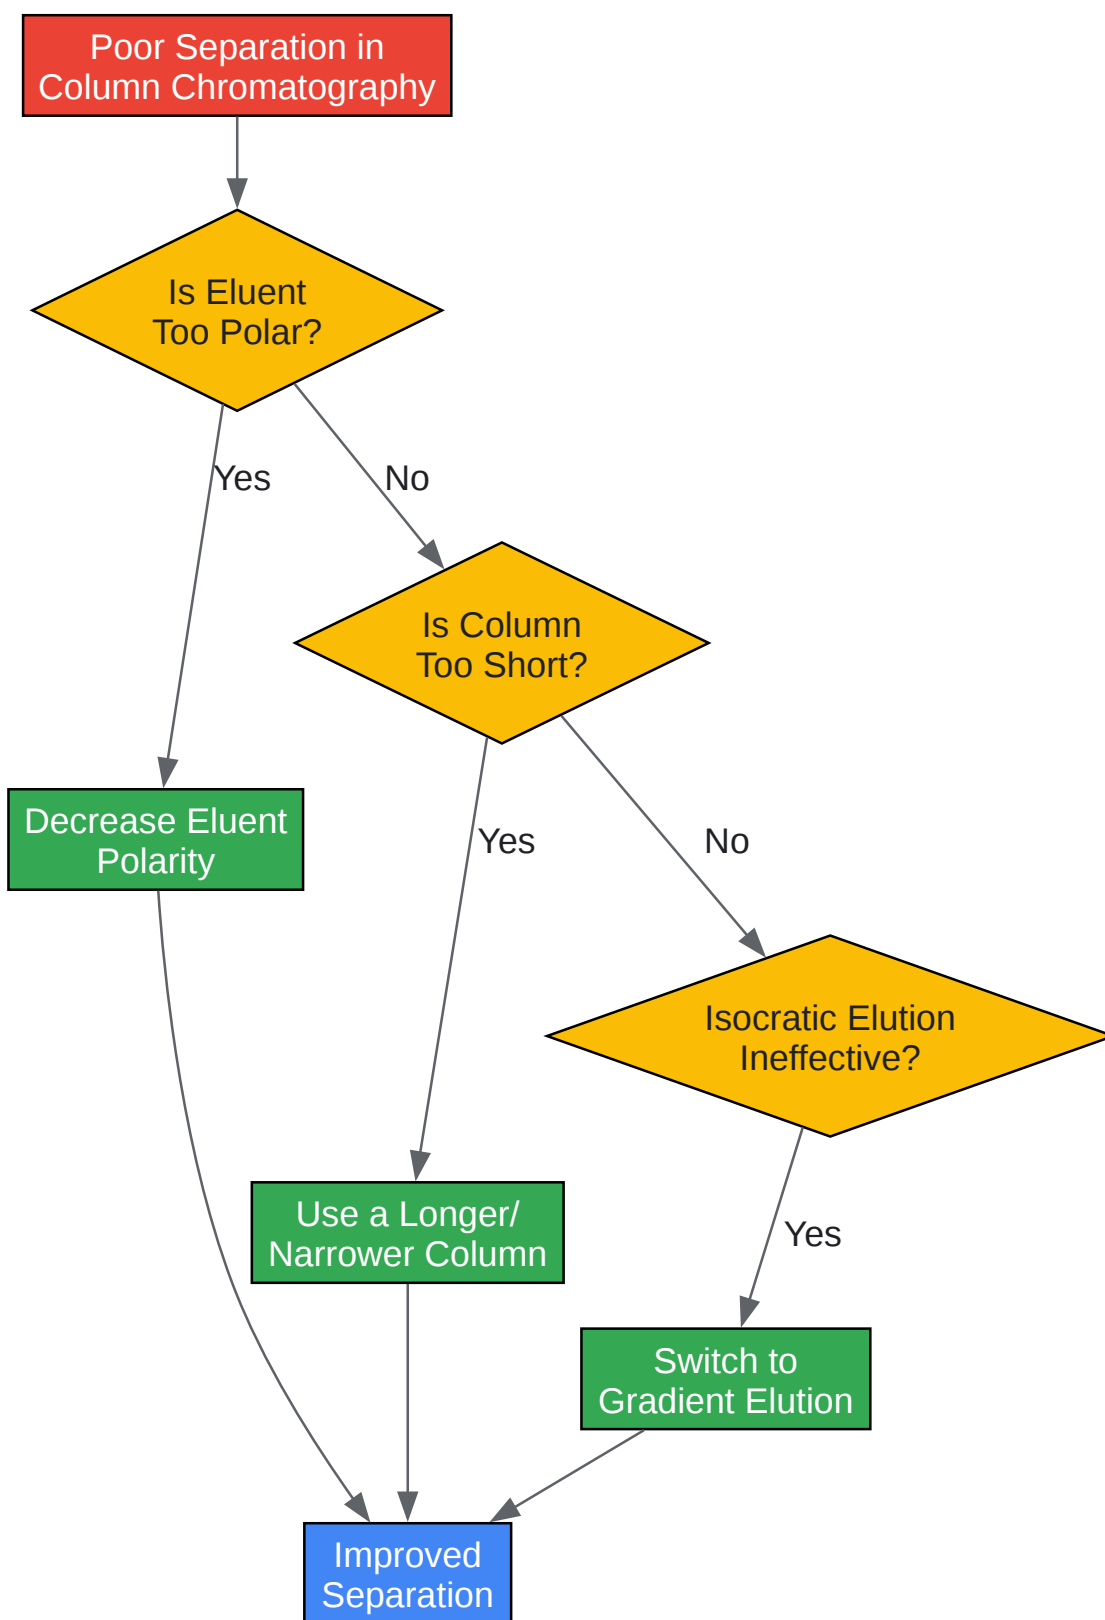 Poor Separation in
Column Chromatography
Is Eluent
Too Polar?
Yes
No
Is Column
Too Short?
Decrease Eluent
Polarity
Yes
No
Isocratic Elution
Ineffective?
Use a Longer/
Narrower Column
Yes
Switch to
Gradient Elution
Improved
Separation